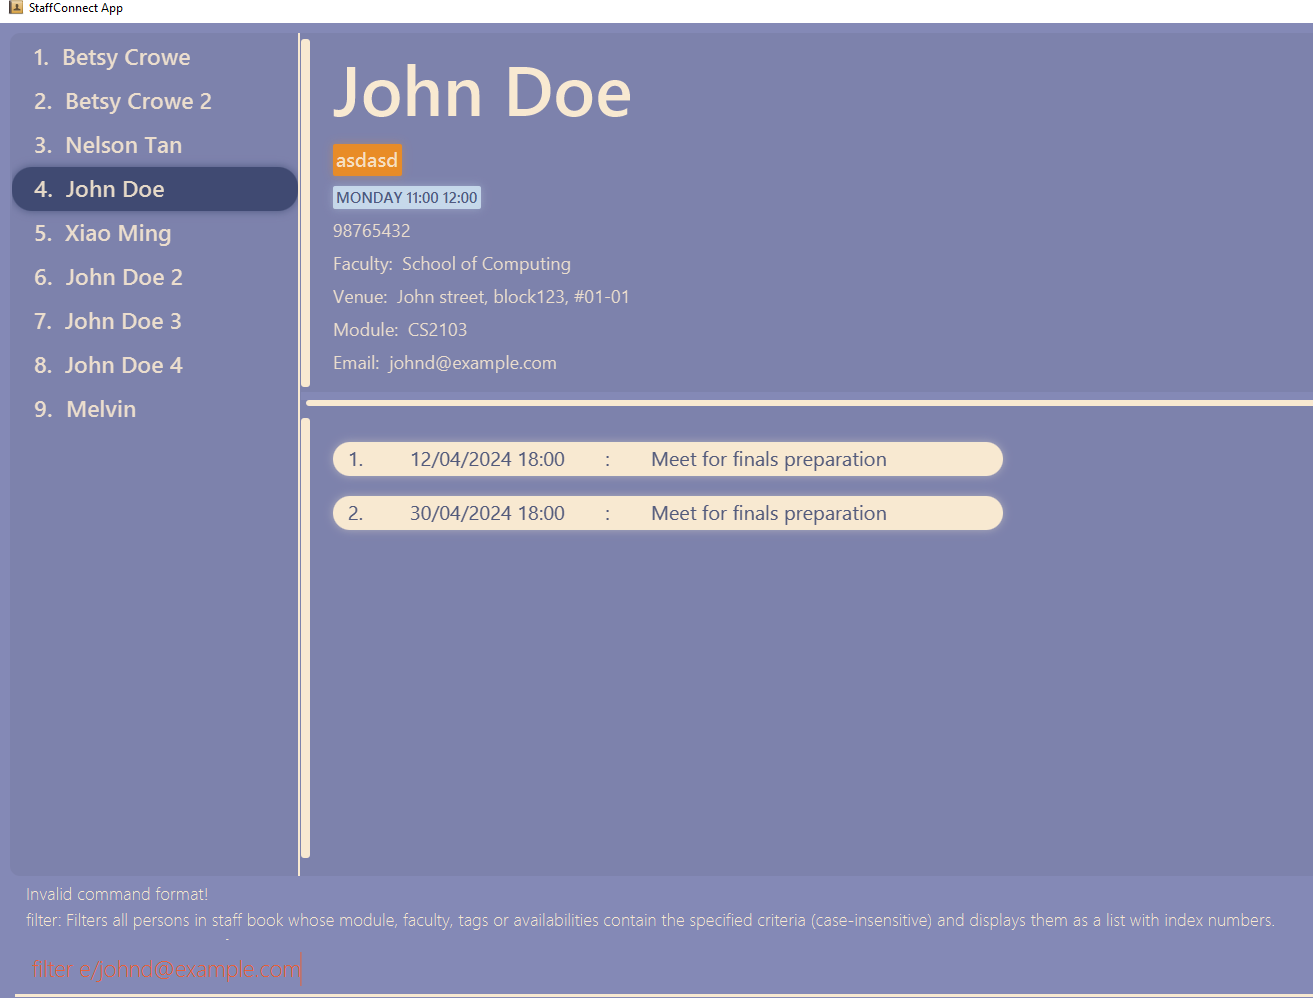 StaffConnect App
1. Betsy Crowe
2. Betsy Crowe 2
3. Nelson Tan
4. John Doe
5. Xiao Ming
6. John Doe 2
7. John Doe 3
8. John Doe 4
9. Melvin
John Doe
asdasd
MONDAY 11:00 12:00
98765432
Faculty: School of Computing
Venue: John street, block123, #01-01
Module: CS2103
Email: johnd@example.com
1. 12/04/2024 18:00 : Meet for finals preparation
2. 30/04/2024 18:00 : Meet for finals preparation
Invalid command format!
filter: Filters all persons in staff book whose module, faculty, tags or availabilities contain the specified criteria (case-insensitive) and displays them as a list with index numbers.
filter e/johnd@example.com